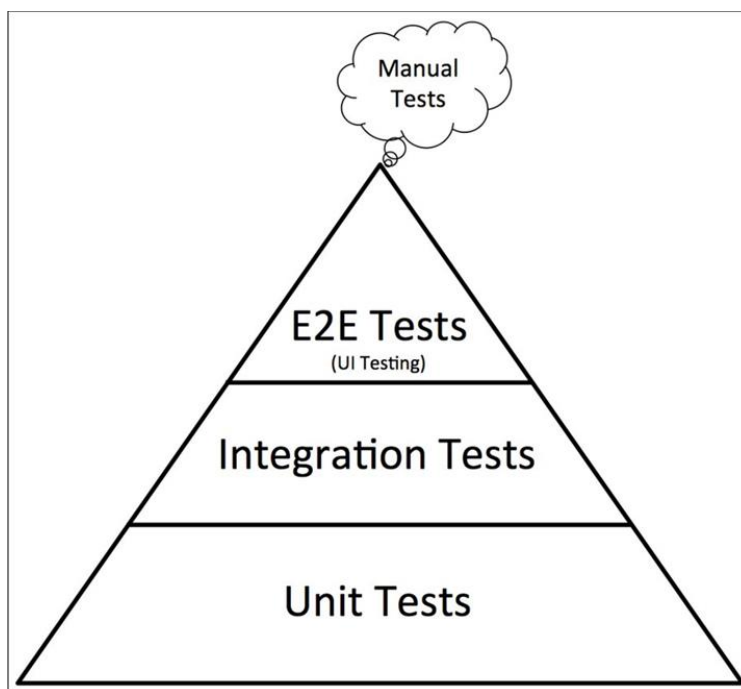 Manual
Tests
E2E Tests
(UI Testing)
Integration Tests
Unit Tests